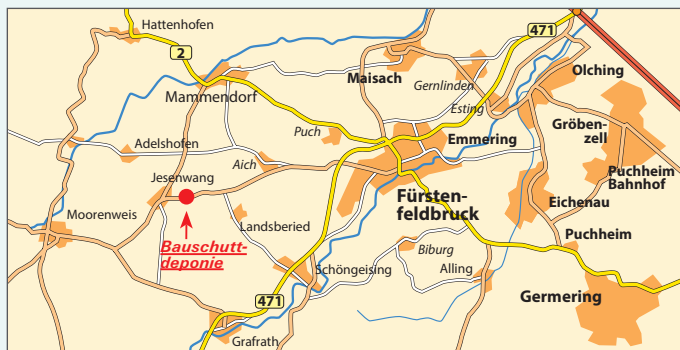 Hattenhofen
471
2
Maisach
Gernlinden
Olching
Mammendorf
Esting
Puch
Gröben-
zell
Adelshofen
Emmering
Aich
Puchheim
Bahnhof
Jesenwang
Fürsten-
feldbruck
Eichenau
Moorenweis
Landsberied
Puchheim
Bauschutt-
deponie
Biburg
Schöngeising
Alling
Germering
471
Grafrath